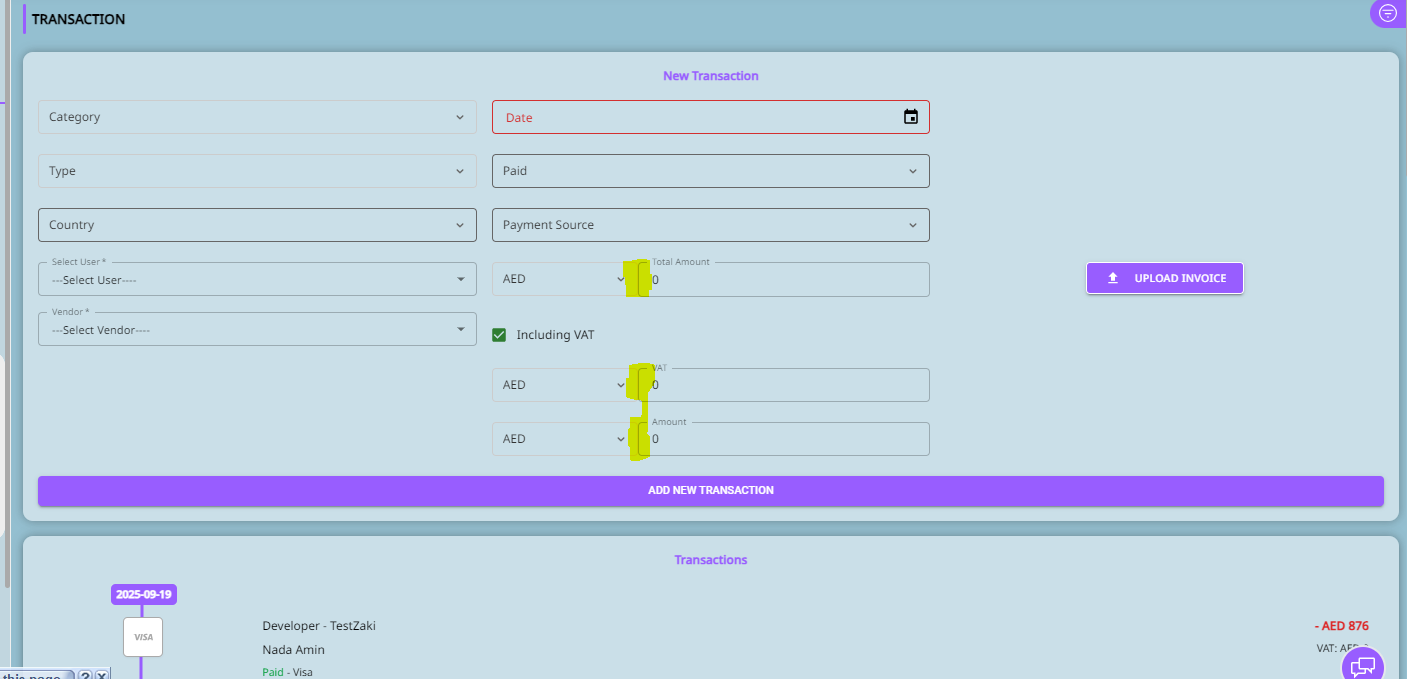 TRANSACTION
New Transaction
Category
Date
Type
Paid
Country
Payment Source
Select User *
---Select User----
AED
Total Amount
0
UPLOAD INVOICE
Vendor *
---Select Vendor----
Including VAT
AED
VAT
0
AED
Amount
0
ADD NEW TRANSACTION
Transactions
2025-09-19
VISA
Developer - TestZaki
- AED 876
Nada Amin
VAT: AED
Paid - Visa
this page
?
X